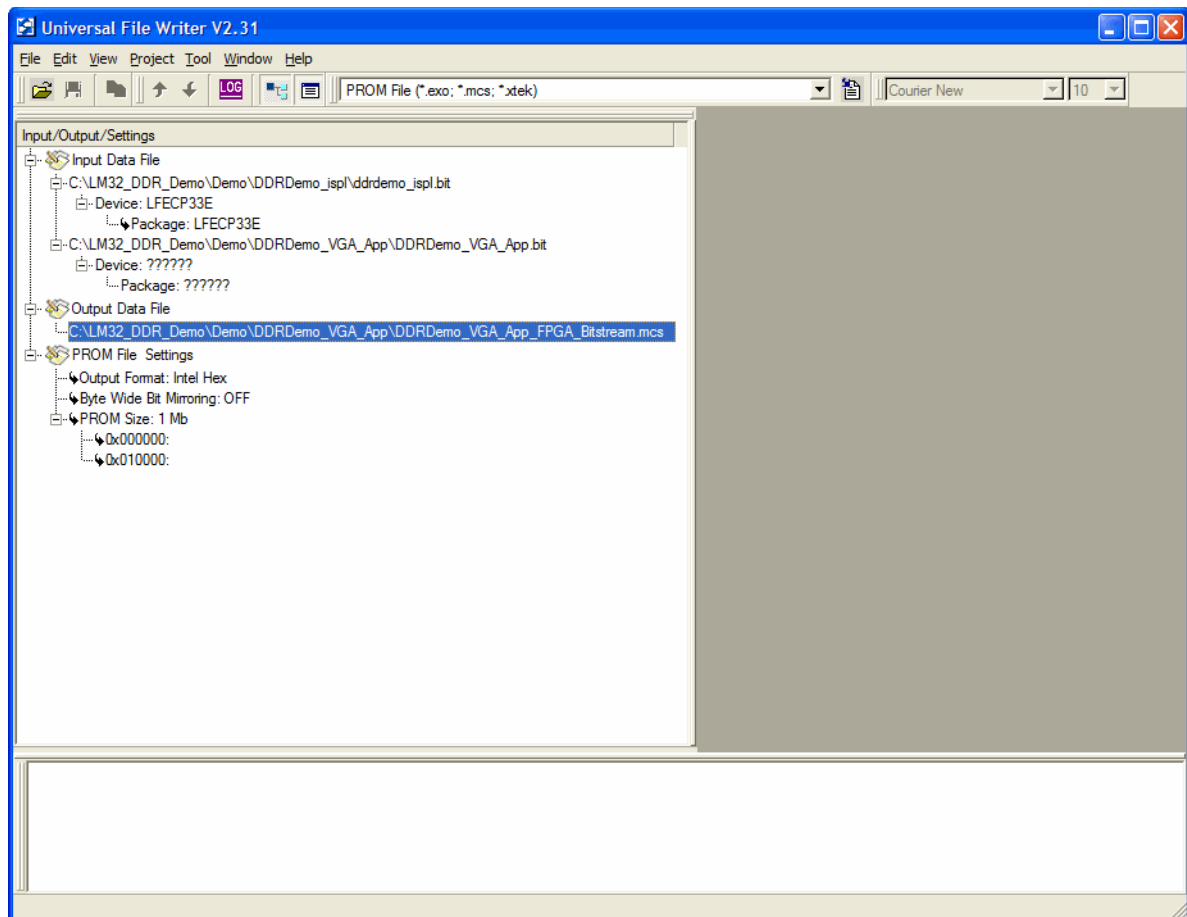 Universal File Writer V2.31
File Edit View Project Tool Window Help
LOG PROM File (*.exo; *.mcs; *.xtek) Courier New 10
Input/Output/Settings
Input Data File
C:\LM32_DDR_Demo\Demo\DDRDemo_ispl\ddrdemo_ispl.bit
Device: LFECP33E
Package: LFECP33E
C:\LM32_DDR_Demo\Demo\DDRDemo_VGA_App\DDRDemo_VGA_App.bit
Device: ??????
Package: ??????
Output Data File
C:\LM32_DDR_Demo\Demo\DDRDemo_VGA_App\DDRDemo_VGA_App_FPGA_Bitstream.mcs
PROM File Settings
Output Format: Intel Hex
Byte Wide Bit Mirroring: OFF
PROM Size: 1 Mb
0x000000:
0x010000: